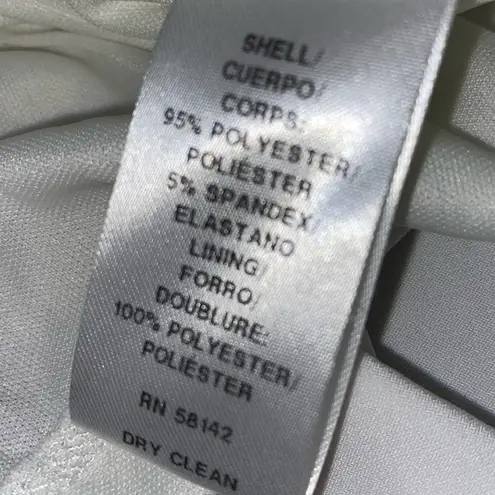 SHELL/
CUERPO/
CORPS:
95% POLYESTER/
POLIÉSTER
5% SPANDEX/
ELASTANO
LINING/
FORRO/
DOUBLURE:
100% POLYESTER/
POLIÉSTER
RN 58142
DRY CLEAN